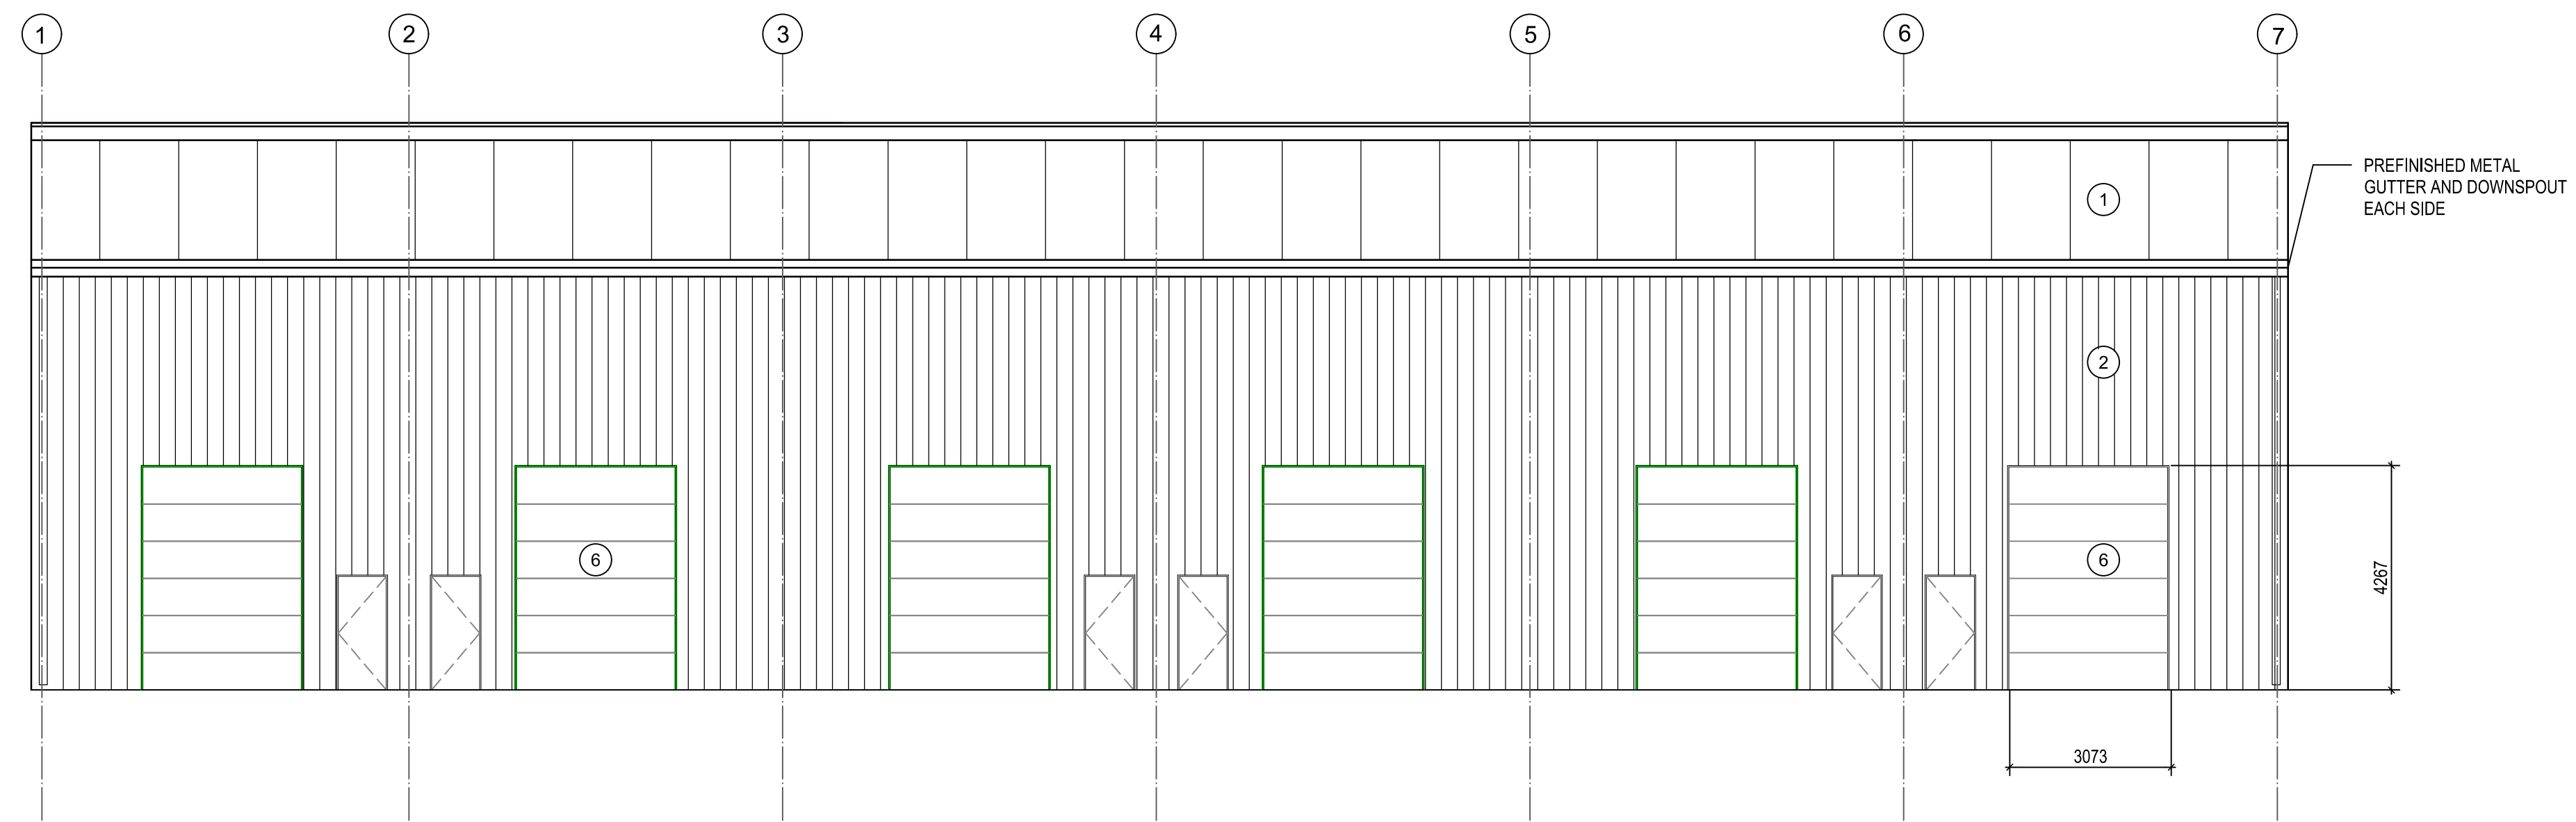 1 2 3 4 5 6 7
PREFINISHED METAL
GUTTER AND DOWNSPOUT
EACH SIDE
1
2
6 6
4267
3073